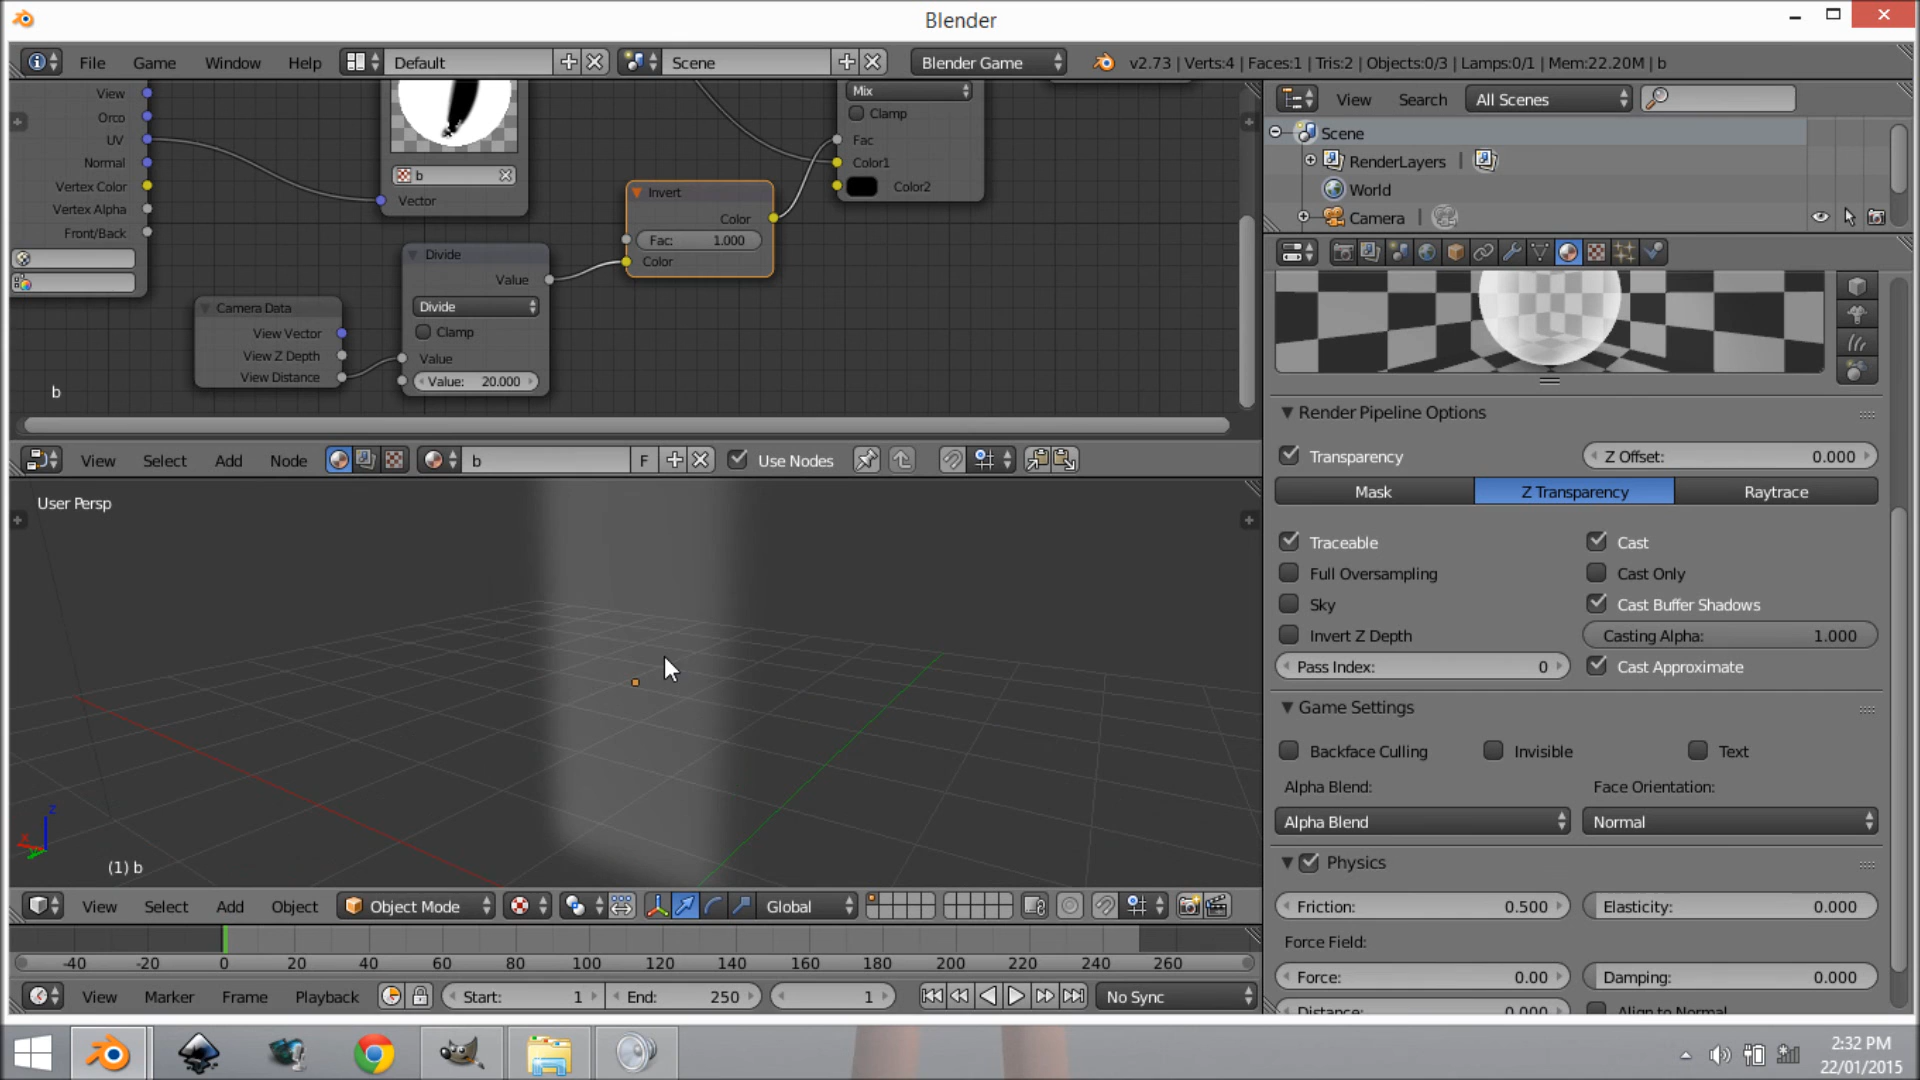 Blender
File Game Window Help Default Scene Blender Game v2.73 | Verts:4 | Faces:1 | Tris:2 | Objects:0/3 | Lamps:0/1 | Mem:22.20M | b
View
Orco
UV
Normal
Vertex Color
Vertex Alpha
Front/Back
b
Vector
Mix
Clamp
Fac
Color1
Color2
Invert
Color
Fac: 1.000
Color
Divide
Value
Divide
Clamp
Value
Value: 20.000
Camera Data
View Vector
View Z Depth
View Distance
b
View Select Add Node b F Use Nodes
User Persp
z
x
(1) b
View Select Add Object Object Mode Global
-40 -20 0 20 40 60 80 100 120 140 160 180 200 220 240 260
View Marker Frame Playback Start: 1 End: 250 1 No Sync
View Search All Scenes
Scene
RenderLayers |
World
Camera
Render Pipeline Options
Transparency Z Offset: 0.000
Mask Z Transparency Raytrace
Traceable Cast
Full Oversampling Cast Only
Sky Cast Buffer Shadows
Invert Z Depth Casting Alpha: 1.000
Pass Index: 0 Cast Approximate
Game Settings
Backface Culling Invisible Text
Alpha Blend: Face Orientation:
Alpha Blend Normal
Physics
Friction: 0.500 Elasticity: 0.000
Force Field:
Force: 0.00 Damping: 0.000
Distance: 0.000 Align to Normal
2:32 PM
22/01/2015